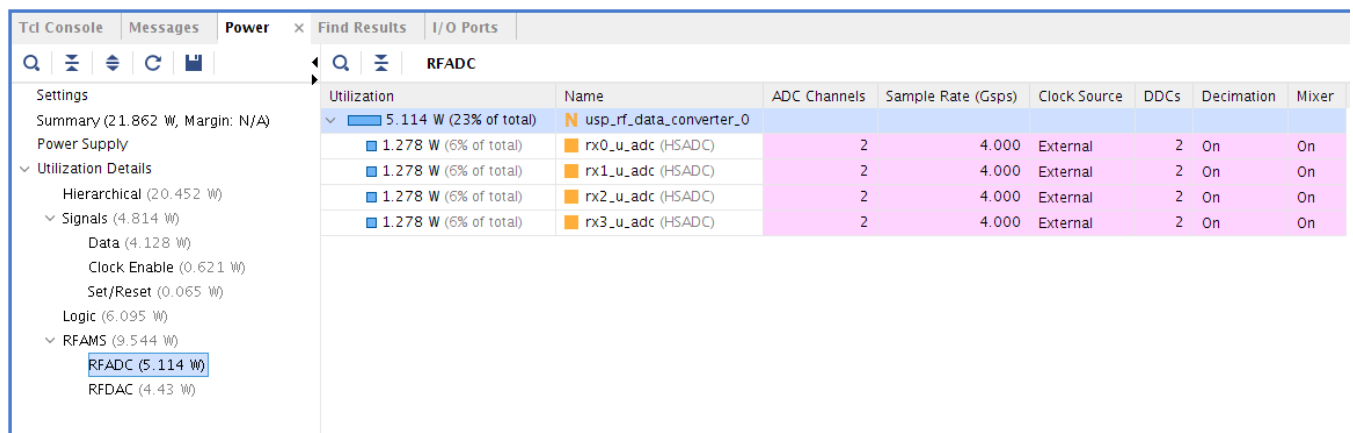 Tcl Console Messages Power × Find Results I/O Ports
RFADC
Settings
Summary (21.862 W, Margin: N/A)
Power Supply
Utilization Details
Hierarchical (20.452 W)
Signals (4.814 W)
Data (4.128 W)
Clock Enable (0.621 W)
Set/Reset (0.065 W)
Logic (6.095 W)
RFAMS (9.544 W)
RFADC (5.114 W)
RFDAC (4.43 W)
Utilization Name ADC Channels Sample Rate (Gsps) Clock Source DDCs Decimation Mixer
5.114 W (23% of total) N usp_rf_data_converter_0
1.278 W (6% of total) rx0_u_adc (HSADC) 2 4.000 External 2 On On
1.278 W (6% of total) rx1_u_adc (HSADC) 2 4.000 External 2 On On
1.278 W (6% of total) rx2_u_adc (HSADC) 2 4.000 External 2 On On
1.278 W (6% of total) rx3_u_adc (HSADC) 2 4.000 External 2 On On